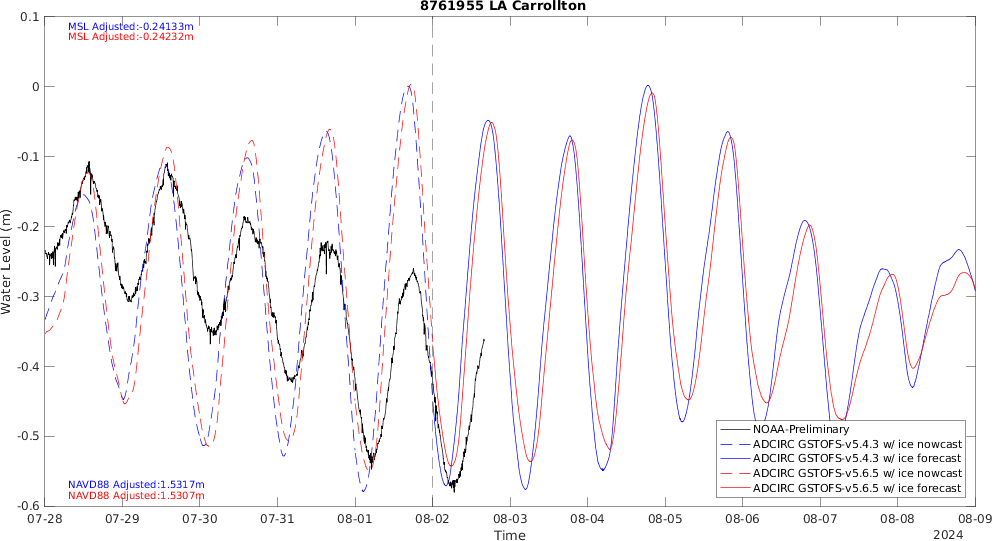 8761955 LA Carrollton
MSL Adjusted:-0.24133m
MSL Adjusted:-0.24232m
0.1
0
-0.1
-0.2
-0.3
-0.4
-0.5
-0.6
Water Level (m)
NAVD88 Adjusted:1.5317m
NAVD88 Adjusted:1.5307m
NOAA-Preliminary
ADCIRC GSTOFS-v5.4.3 w/ ice nowcast
ADCIRC GSTOFS-v5.4.3 w/ ice forecast
ADCIRC GSTOFS-v5.6.5 w/ ice nowcast
ADCIRC GSTOFS-v5.6.5 w/ ice forecast
07-28 07-29 07-30 07-31 08-01 08-02 08-03 08-04 08-05 08-06 08-07 08-08 08-09
Time
2024